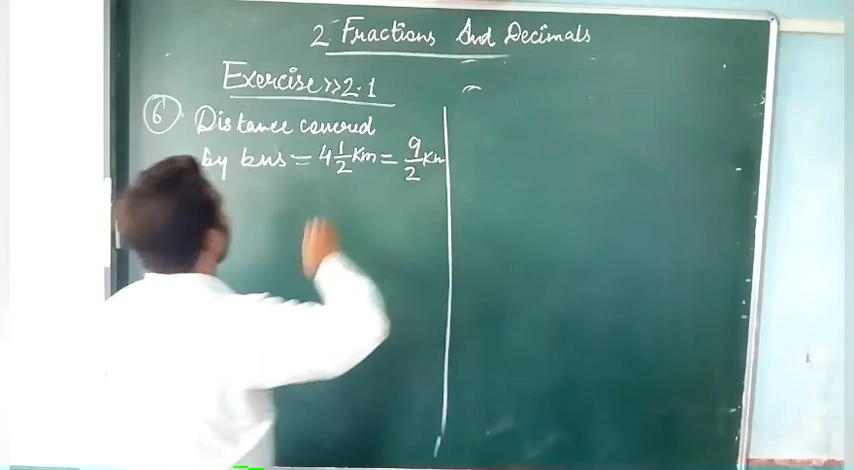 2. Fractions And Decimals
Exercise >> 2.1
6 Distance covered
by bus = 4 1/2 Km = 9/2 Km